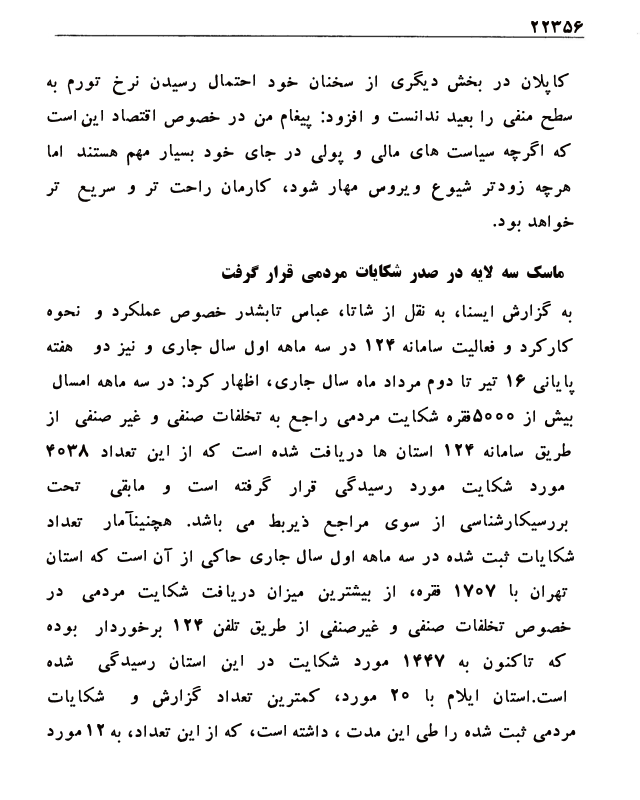 ۲۲۳۵۶
کاپلان در بخش دیگری از سخنان خود احتمال رسیدن نرخ تورم به
سطح منفی را بعید ندانست و افزود: پیغام من در خصوص اقتصاد این است
که اگرچه سیاست های مالی و پولی در جای خود بسیار مهم هستند اما
هرچه زودتر شیوع ویروس مهار شود، کارمان راحت تر و سریع تر
خواهد بود.
ماسک سه لایه در صدر شکایات مردمی قرار گرفت
به گزارش ایسنا، به نقل از شاتا، عباس تابشدر خصوص عملکرد و نحوه
کارکرد و فعالیت سامانه ۱۲۴ در سه ماهه اول سال جاری و نیز دو هفته
پایانی ۱۶ تیر تا دوم مرداد ماه سال جاری، اظهار کرد: در سه ماهه امسال
بیش از ۵۰۰۰فقره شکایت مردمی راجع به تخلفات صنفی و غیر صنفی از
طریق سامانه ۱۲۴ استان ها دریافت شده است که از این تعداد ۴۰۳۸
مورد شکایت مورد رسیدگی قرار گرفته است و مابقی تحت
بررسیکارشناسی از سوی مراجع ذیربط می باشد. هچنینآمار تعداد
شکایات ثبت شده در سه ماهه اول سال جاری حاکی از آن است که استان
تهران با ۱۷۰۷ فقره، از بیشترین میزان دریافت شکایت مردمی در
خصوص تخلفات صنفی و غیرصنفی از طریق تلفن ۱۲۴ برخوردار بوده
که تاکنون به ۱۴۴۷ مورد شکایت در این استان رسیدگی شده
است.استان ایلام با ۲۰ مورد، کمترین تعداد گزارش و شکایات
مردمی ثبت شده را طی این مدت ، داشته است، که از این تعداد، به ۱۲ مورد